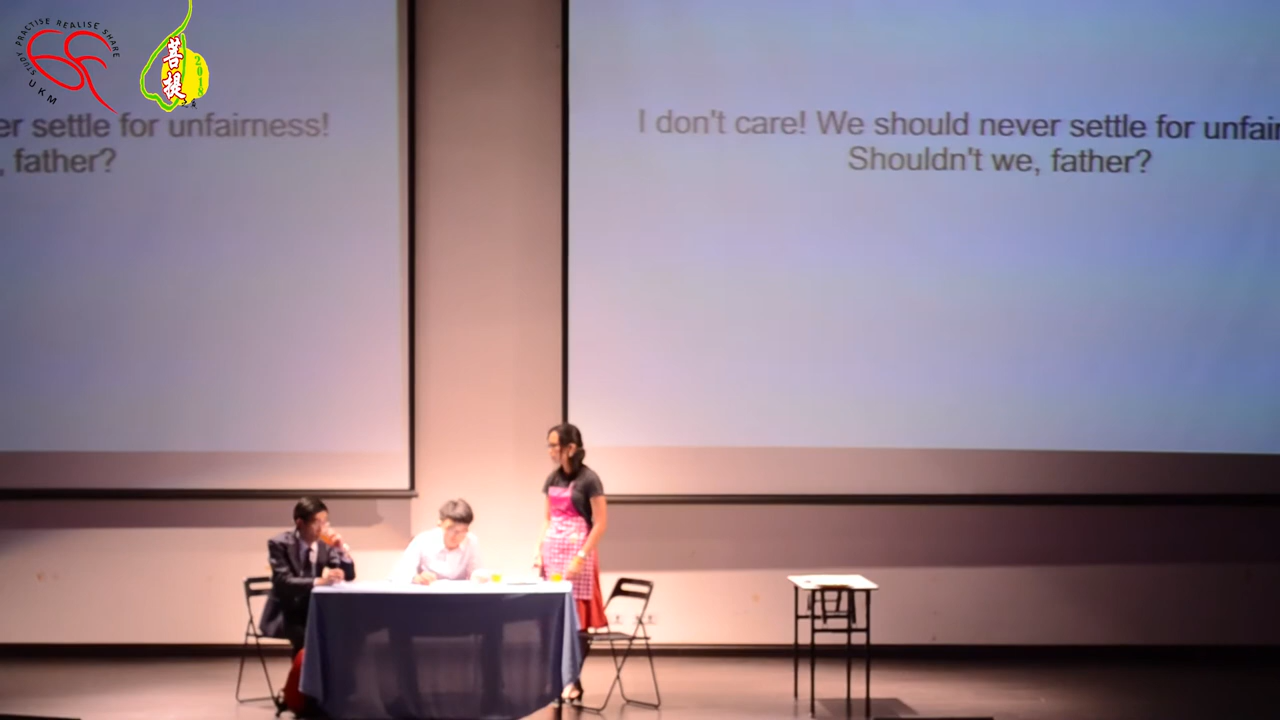 STUDY PRACTISE REALISE SHARE
UKM
菩提
2018
er settle for unfairness!
, father?
I don't care! We should never settle for unfair
Shouldn't we, father?